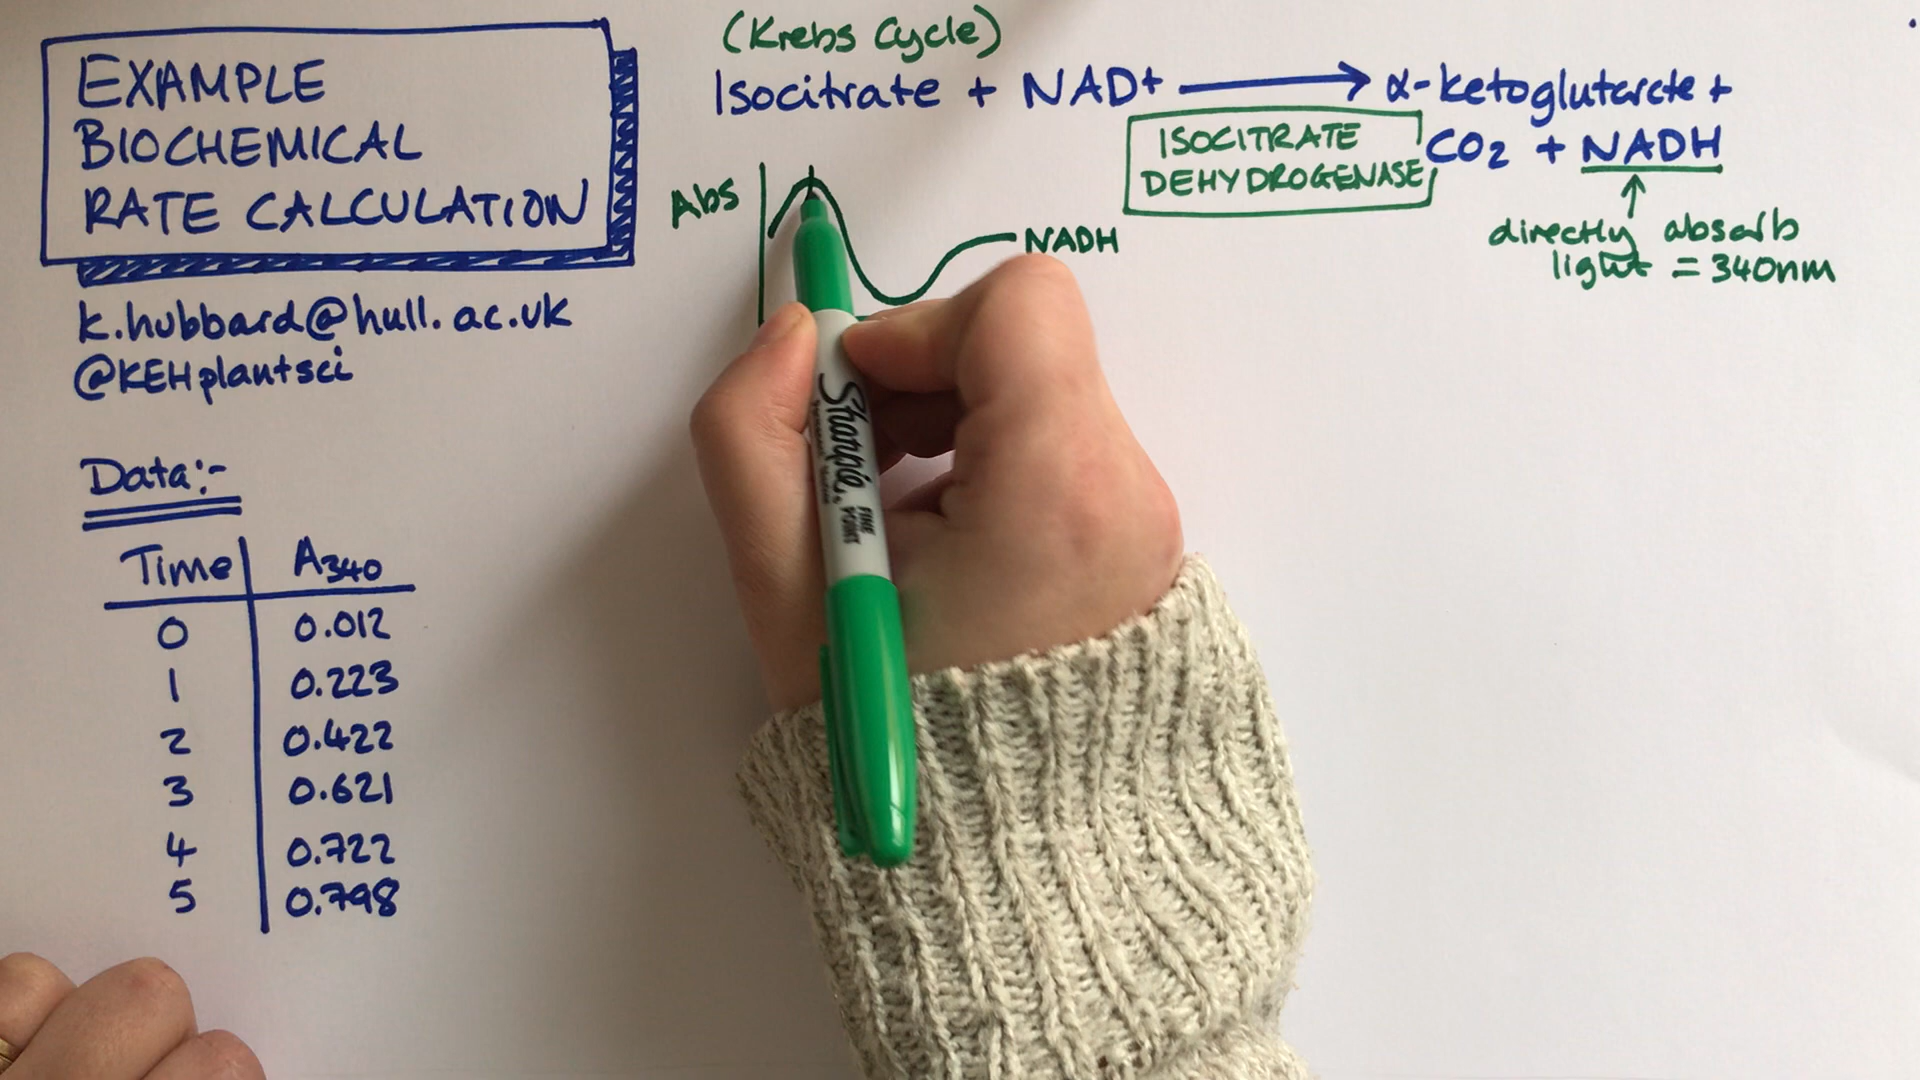 EXAMPLE
BIOCHEMICAL
RATE CALCULATION
k.hubbard@hull.ac.uk
@KEHplantsci
(Krebs Cycle)
Isocitrate + NAD+ → α-ketoglutarate +
CO2 + NADH
ISOCITRATE
DEHYDROGENASE
directly absorb
light = 340nm
Abs
NADH
Data:-
Time A340
0 0.012
1 0.223
2 0.422
3 0.621
4 0.722
5 0.798
Sharpie
FINE
POINT